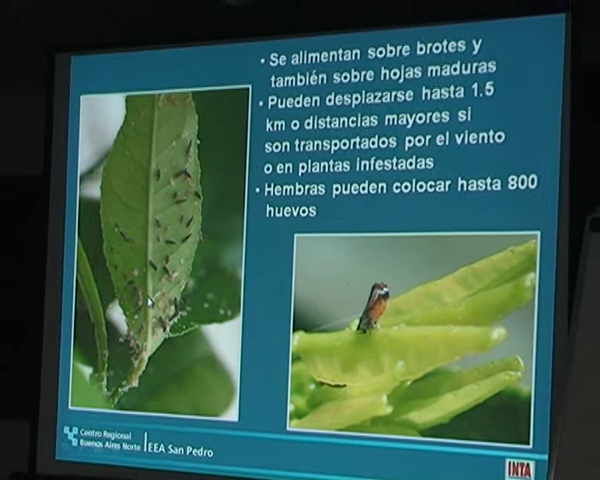 • Se alimentan sobre brotes y
también sobre hojas maduras
• Pueden desplazarse hasta 1.5
km o distancias mayores si
son transportados por el viento
o en plantas infestadas
• Hembras pueden colocar hasta 800
huevos
Centro Regional
Buenos Aires Norte
EEA San Pedro
INTA